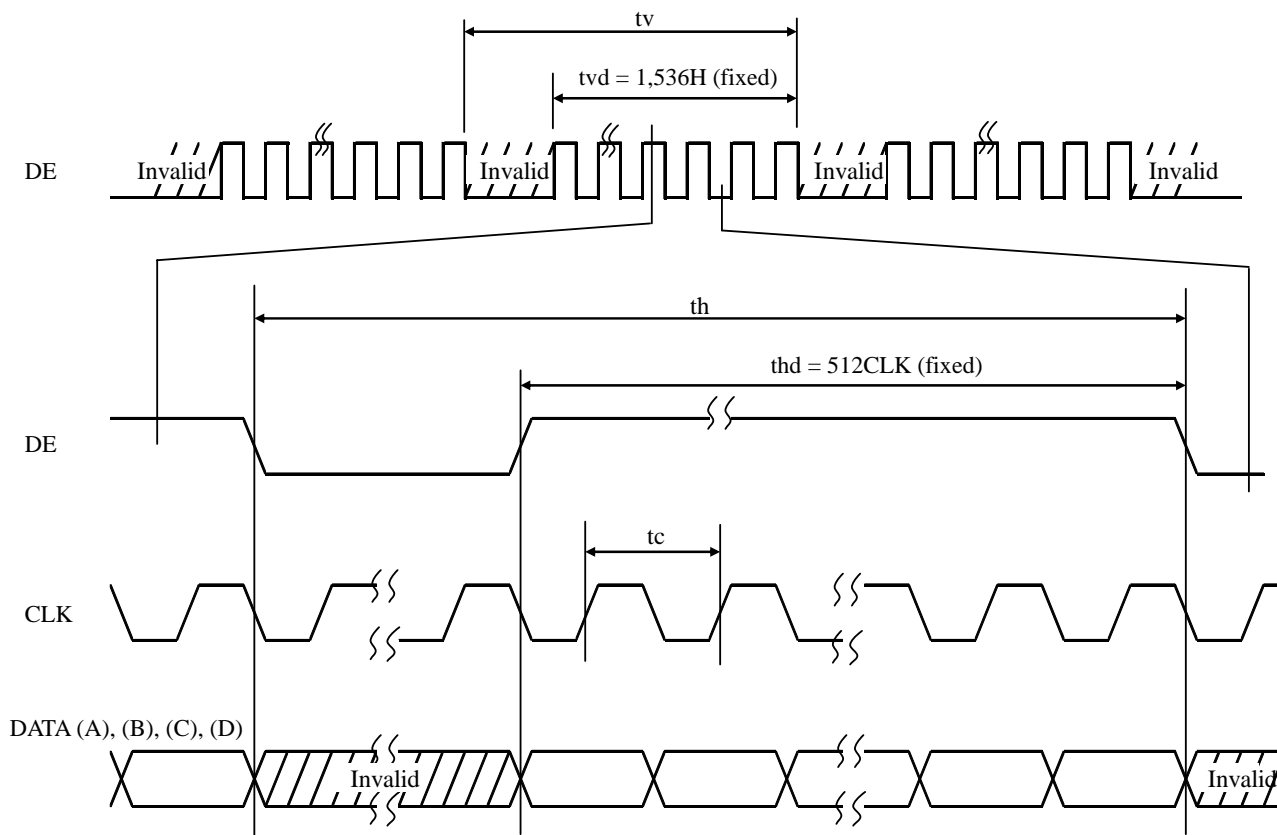 tv
tvd = 1,536H (fixed)
DE
Invalid
Invalid
Invalid
Invalid
th
thd = 512CLK (fixed)
DE
tc
CLK
DATA (A), (B), (C), (D)
Invalid
Invalid